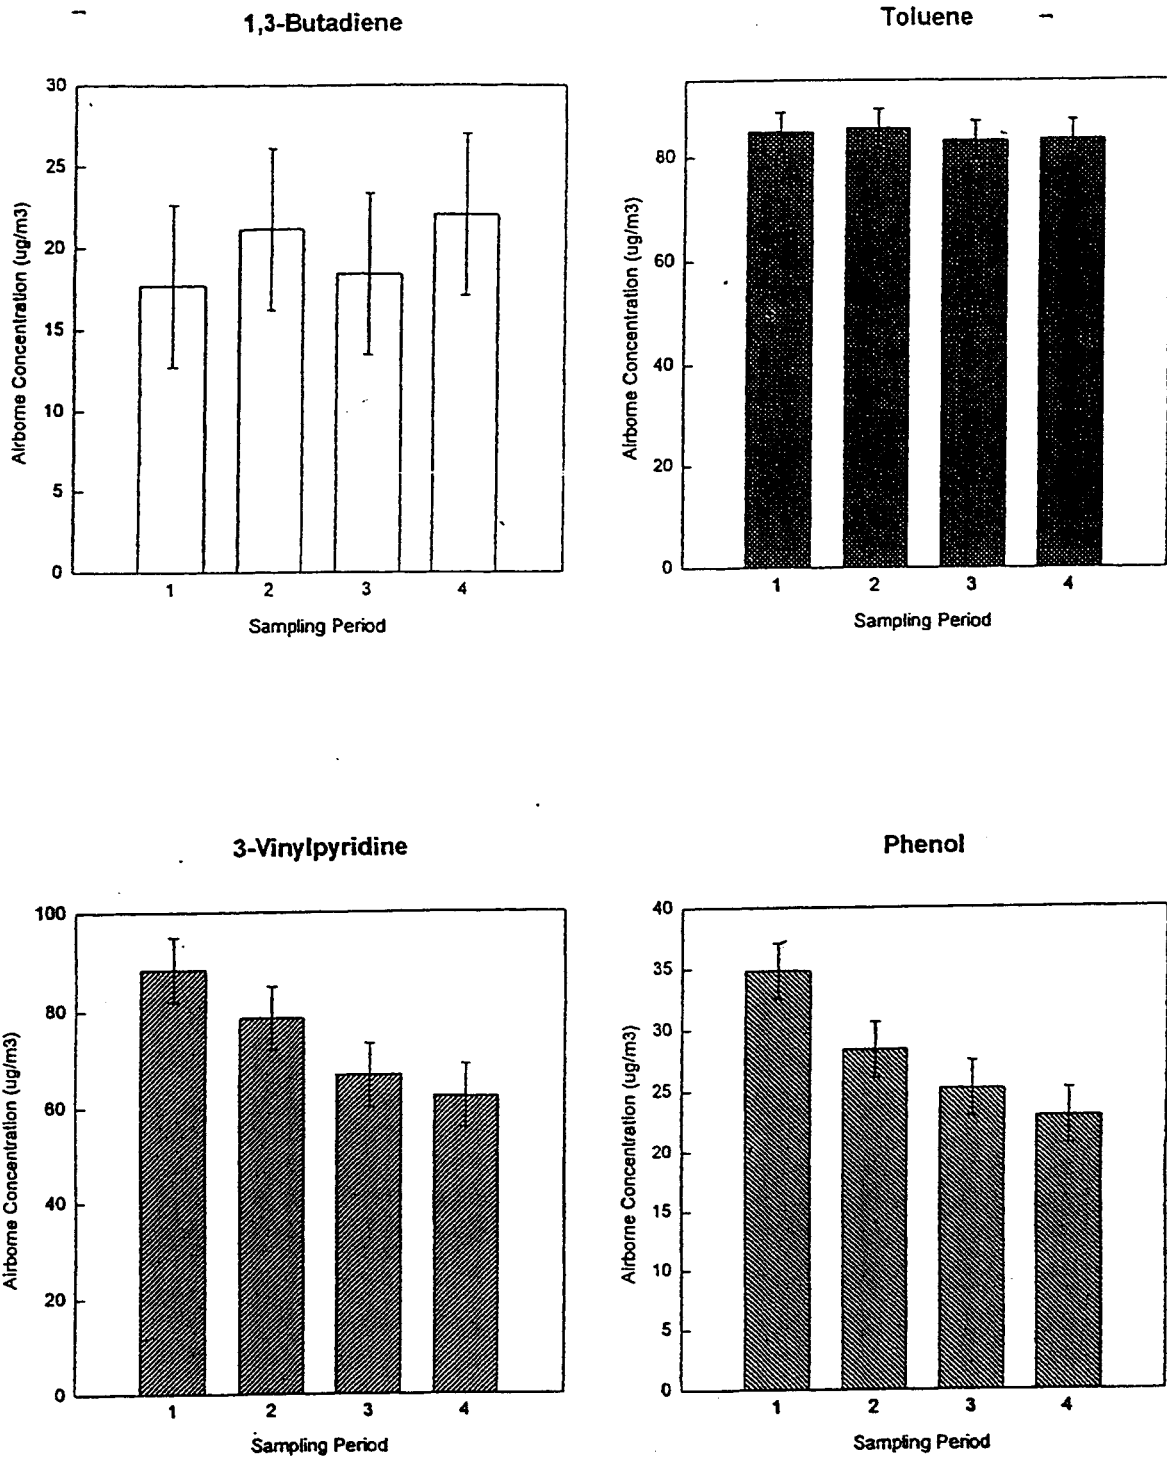 1,3-Butadiene
30
25
20
15
10
5
0
Airborne Concentration (ug/m3)
1 2 3 4
Sampling Period
Toluene
80
60
40
20
0
Airborne Concentration (ug/m3)
1 2 3 4
Sampling Period
3-Vinylpyridine
100
80
60
40
20
0
Airborne Concentration (ug/m3)
1 2 3 4
Sampling Period
Phenol
40
35
30
25
20
15
10
5
0
Airborne Concentration (ug/m3)
1 2 3 4
Sampling Period